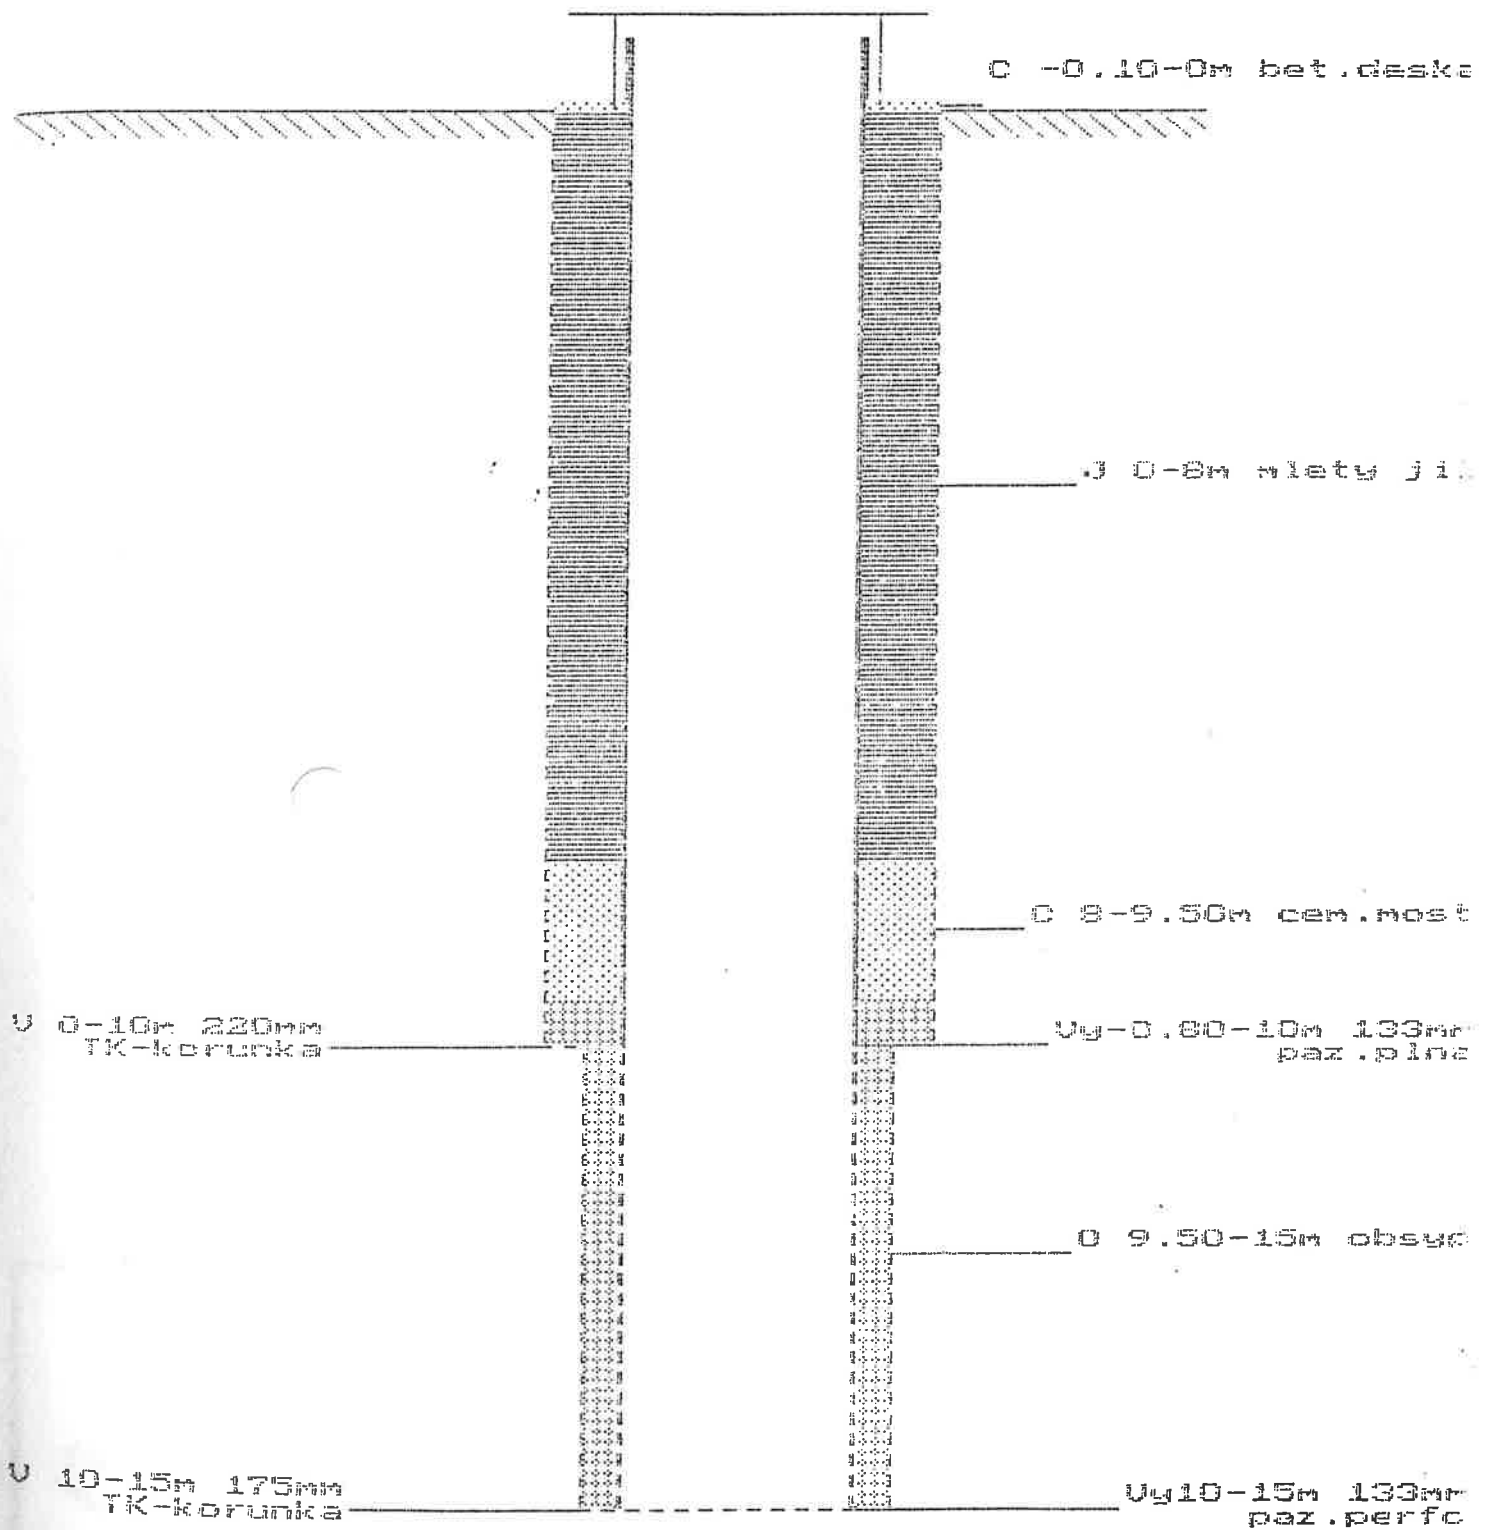 C -0.10-0m bet.deska
J 0-8m mlety ji
C 8-9.50m cem.most
V 0-10m 220mm
TK-korunka
Vy-0.80-10m 133mm
paz.plna
O 9.50-15m obsyp
V 10-15m 175mm
TK-korunka
Vy10-15m 133mm
paz.perfo